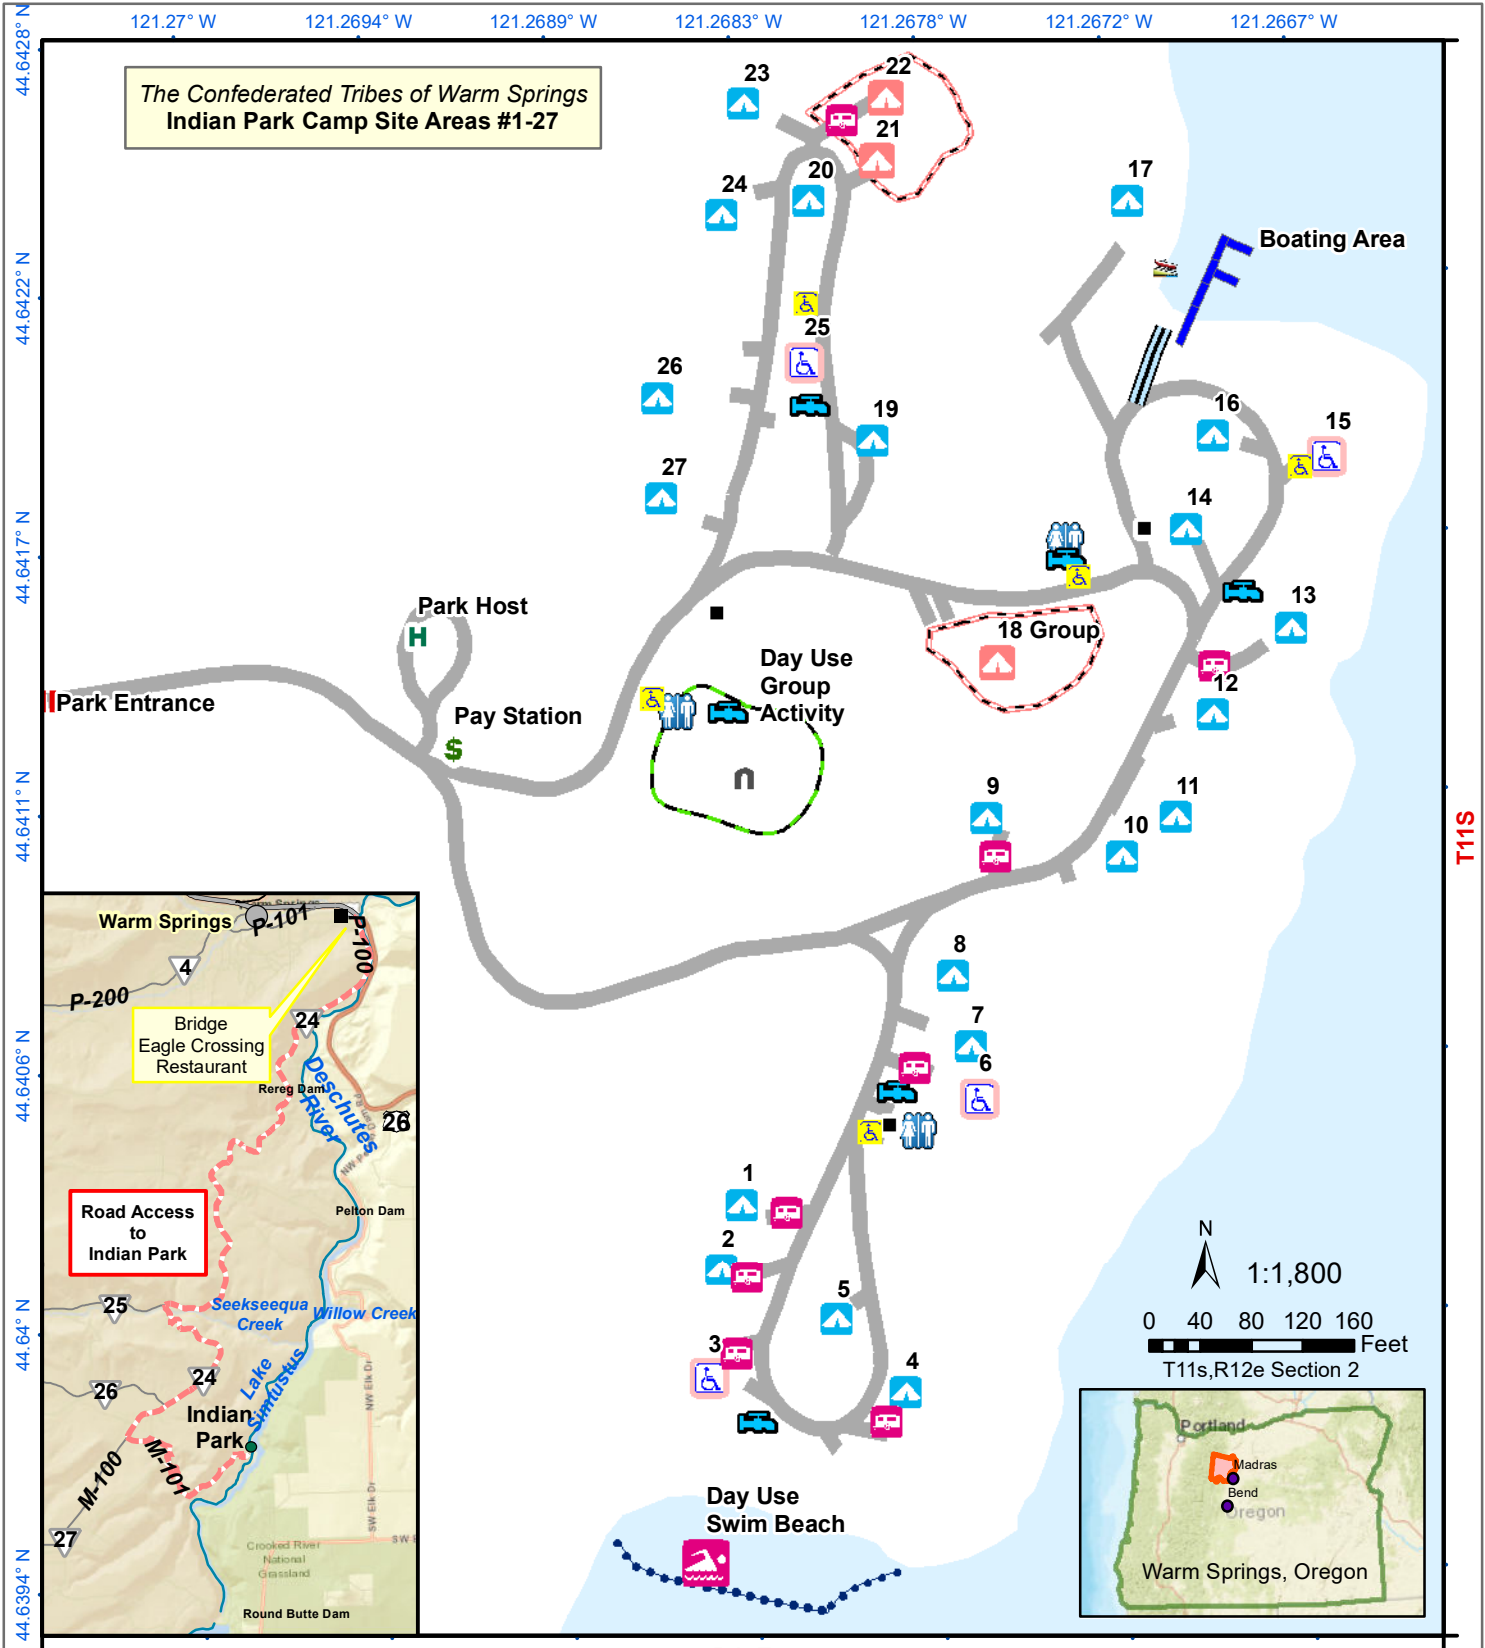 121.27° W
121.2694° W
121.2689° W
121.2683° W
121.2678° W
121.2672° W
121.2667° W
44.6428° N
44.6422° N
44.6417° N
44.6411° N
44.6406° N
44.64° N
44.6394° N
The Confederated Tribes of Warm Springs
Indian Park Camp Site Areas #1-27
23
22
21
20
24
17
Boating Area
25
26
19
16
15
27
14
13
Park Host
H
18 Group
Day Use
Group
Activity
Park Entrance
Pay Station
$
12
9
11
10
T11S
8
7
6
1
2
5
3
4
Day Use
Swim Beach
N
1:1,800
0 40 80 120 160
Feet
T11s,R12e Section 2
Warm Springs
P-101
P-100
4
P-200
Bridge
Eagle Crossing
Restaurant
24
Rereg Dam
Deschutes
River
26
Pelton Dam
Road Access
to
Indian Park
25
Seekseequa
Creek
Willow Creek
24
26
Lake
Simtustus
Indian
Park
M-100
M-101
27
NW Elk Dr
SW Elk Dr
Crooked River
National
Grassland
Round Butte Dam
Portland
Madras
Bend
Oregon
Warm Springs, Oregon